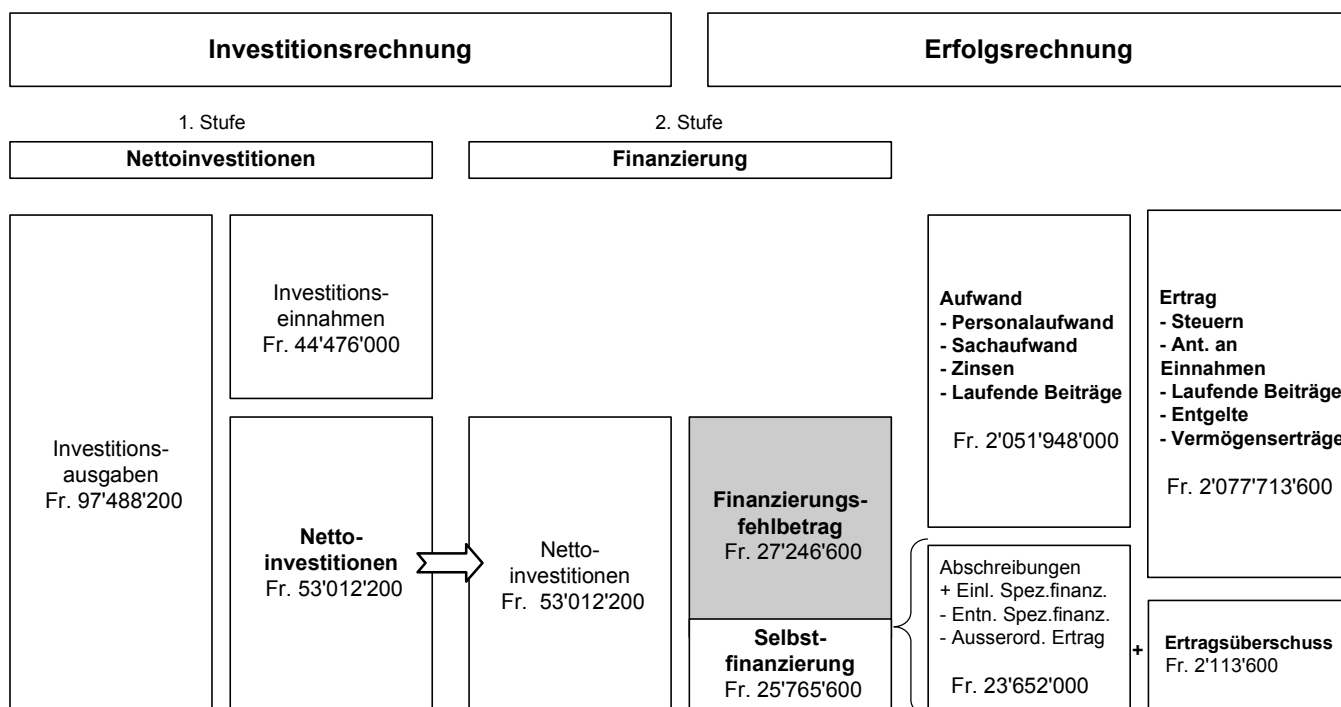 Investitionsrechnung
Erfolgsrechnung
1. Stufe
2. Stufe
Nettoinvestitionen
Finanzierung
Investitions-
ausgaben
Fr. 97'488'200
Investitions-
einnahmen
Fr. 44'476'000
Netto-
investitionen
Fr. 53'012'200
Netto-
investitionen
Fr. 53'012'200
Finanzierungs-
fehlbetrag
Fr. 27'246'600
Selbst-
finanzierung
Fr. 25'765'600
Aufwand
- Personalaufwand
- Sachaufwand
- Zinsen
- Laufende Beiträge
Fr. 2'051'948'000
Abschreibungen
+ Einl. Spez.finanz.
- Entn. Spez.finanz.
- Ausserord. Ertrag
Fr. 23'652'000
+
Ertrag
- Steuern
- Ant. an
Einnahmen
- Laufende Beiträge
- Entgelte
- Vermögenserträge
Fr. 2'077'713'600
Ertragsüberschuss
Fr. 2'113'600